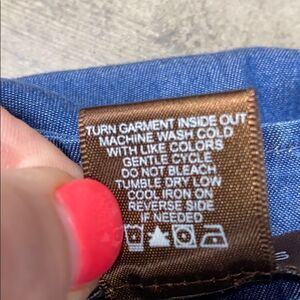 TURN GARMENT INSIDE OUT
MACHINE WASH COLD
WITH LIKE COLORS
GENTLE CYCLE
DO NOT BLEACH
TUMBLE DRY LOW
COOL IRON ON
REVERSE SIDE
IF NEEDED